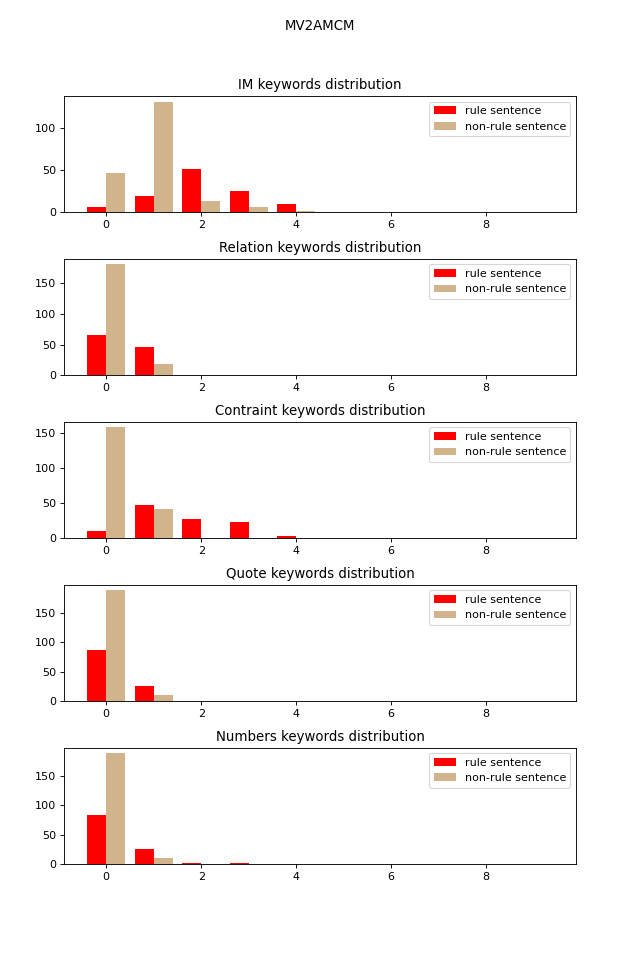 MV2AMCM
IM keywords distribution
rule sentence
non-rule sentence
100
50
0
0 2 4 6 8
Relation keywords distribution
rule sentence
non-rule sentence
150
100
50
0
0 2 4 6 8
Contraint keywords distribution
rule sentence
non-rule sentence
150
100
50
0
0 2 4 6 8
Quote keywords distribution
rule sentence
non-rule sentence
150
100
50
0
0 2 4 6 8
Numbers keywords distribution
rule sentence
non-rule sentence
150
100
50
0
0 2 4 6 8